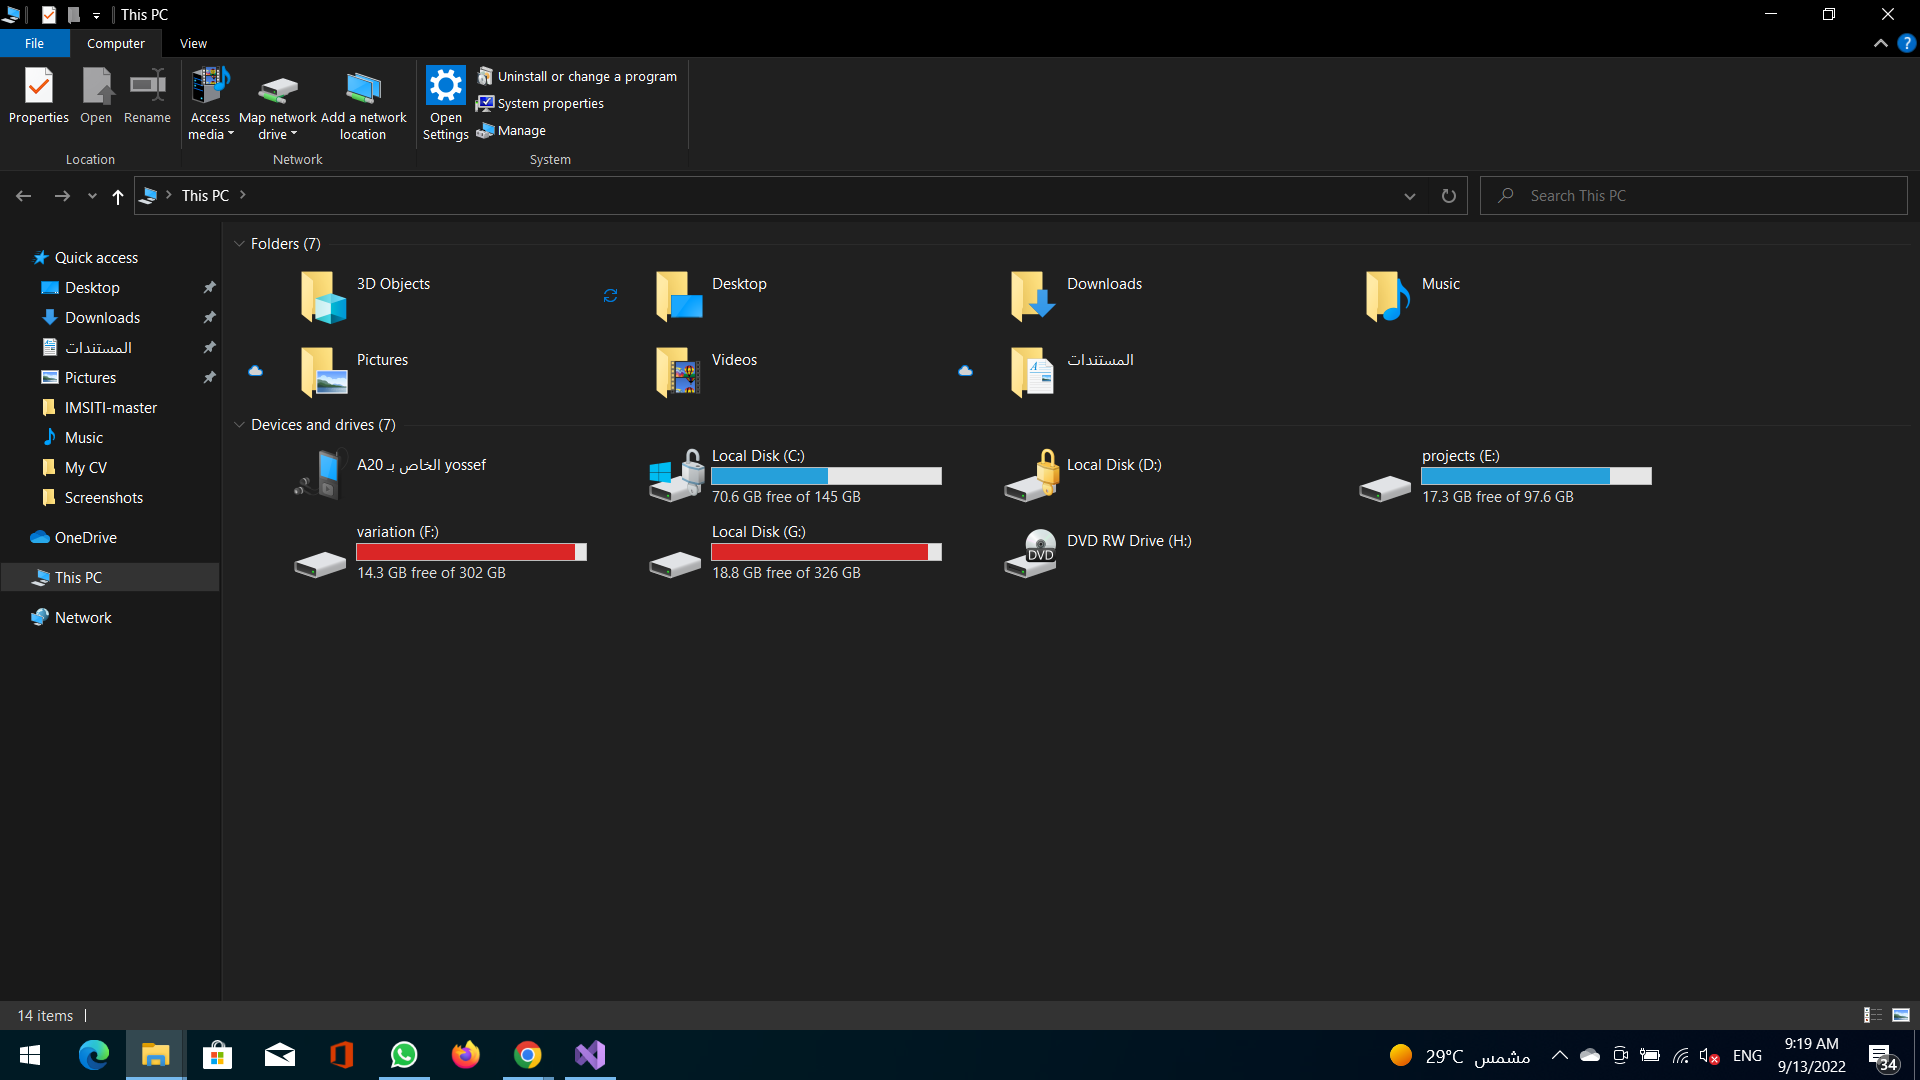 This PC
File
Computer
View
Properties
Open
Rename
Access media
Map network drive
Add a network location
Open Settings
Uninstall or change a program
System properties
Manage
Location
Network
System
This PC
Search This PC
Quick access
Desktop
Downloads
المستندات
Pictures
IMSITI-master
Music
My CV
Screenshots
OneDrive
This PC
Network
Folders (7)
3D Objects
Desktop
Downloads
Music
Pictures
Videos
المستندات
Devices and drives (7)
A20 الخاص بـ yossef
Local Disk (C:)
70.6 GB free of 145 GB
Local Disk (D:)
projects (E:)
17.3 GB free of 97.6 GB
variation (F:)
14.3 GB free of 302 GB
Local Disk (G:)
18.8 GB free of 326 GB
DVD
DVD RW Drive (H:)
14 items
29°C مشمس
ENG
9:19 AM
9/13/2022
34